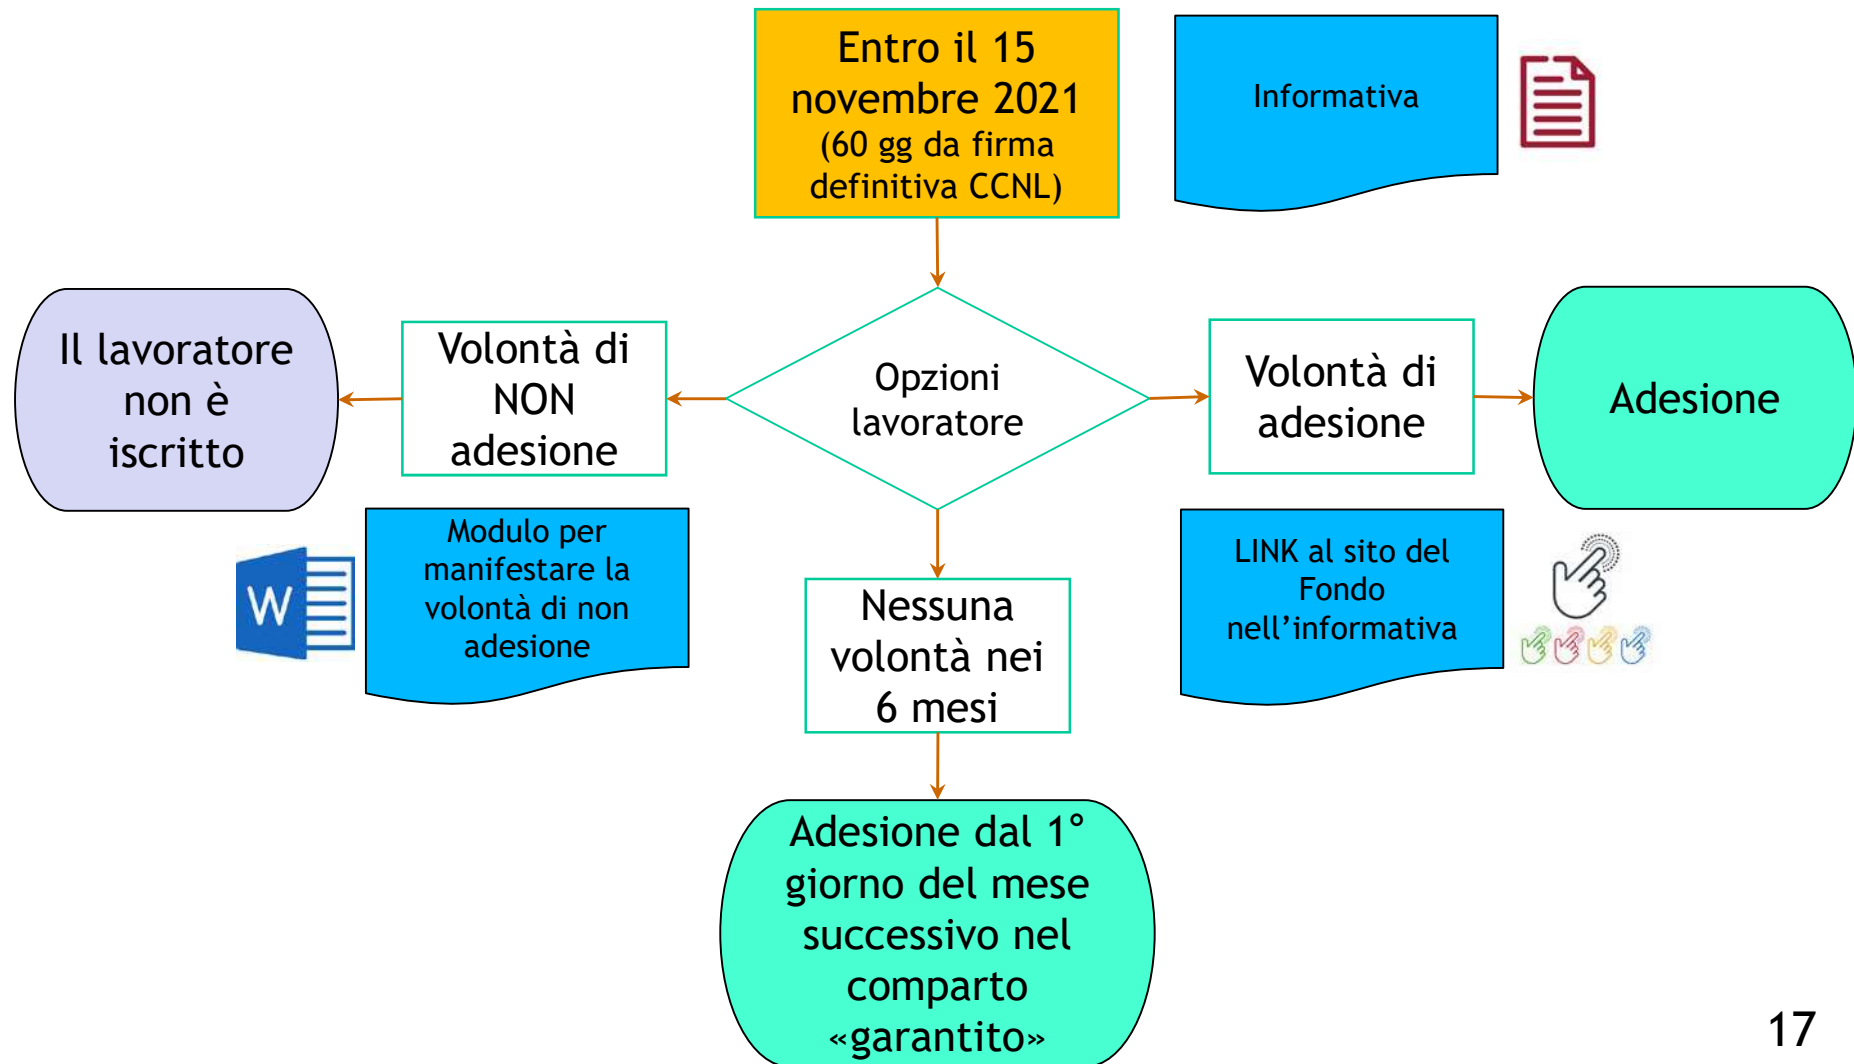 Entro il 15
novembre 2021
(60 gg da firma
definitiva CCNL)
Informativa
Il lavoratore
non è
iscritto
Volontà di
NON
adesione
Opzioni
lavoratore
Volontà di
adesione
Adesione
W
Modulo per
manifestare la
volontà di non
adesione
Nessuna
volontà nei
6 mesi
LINK al sito del
Fondo
nell’informativa
Adesione dal 1°
giorno del mese
successivo nel
comparto
«garantito»
17